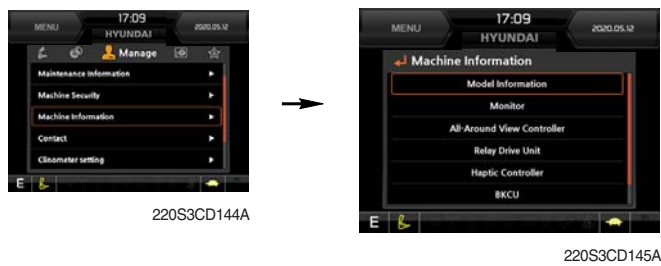 MENU
17:09
HYUNDAI
2020.05.12
Manage
Maintenance Information
Machine Security
Machine Information
Contact
Clinometer setting
E
220S3CD144A
MENU
17:09
HYUNDAI
2020.05.12
Machine Information
Model Information
Monitor
All-Around View Controller
Relay Drive Unit
Haptic Controller
BKCU
E
220S3CD145A